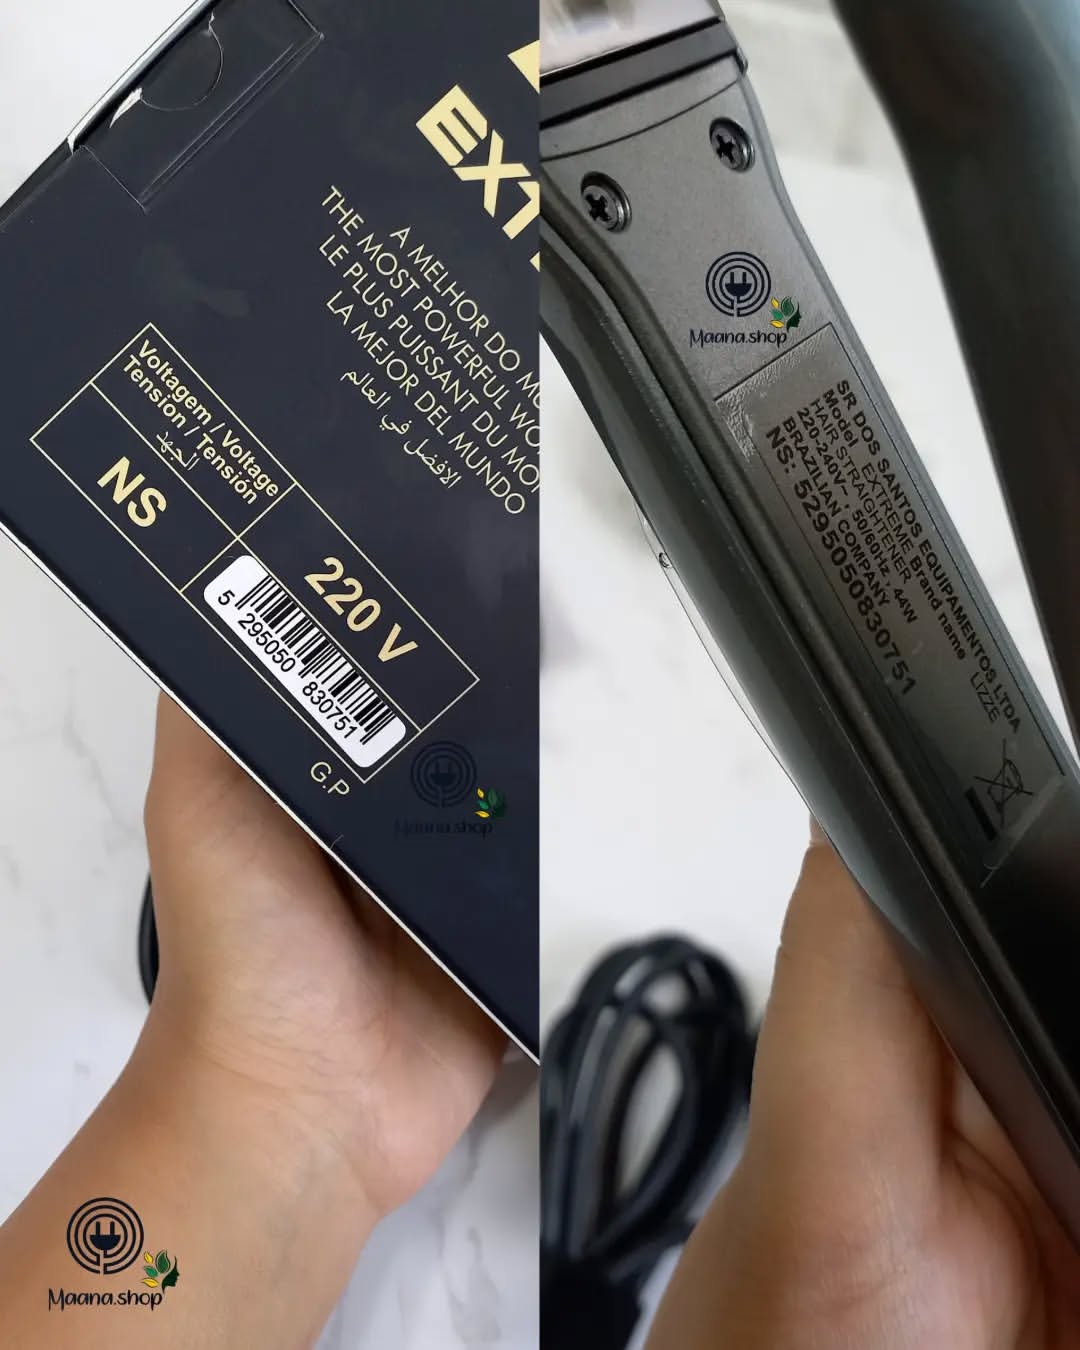 EXT
A MELHOR DO MU
THE MOST POWERFUL WO
LE PLUS PUISSANT DU MO
LA MEJOR DEL MUNDO
الافضل في العالم
Voltagem / Voltage
Tension / Tensión
الجهد
220 V
NS
5 295050 830751
G.P
Maana.shop
Maana.shop
Maana.shop
SR DOS SANTOS EQUIPAMENTOS LTDA
Model EXTREME Brand name LIZZE
HAIR STRAIGHTENER
220-240V~, 50/60Hz, 44W
BRAZILIAN COMPANY
NS: 5295050830751